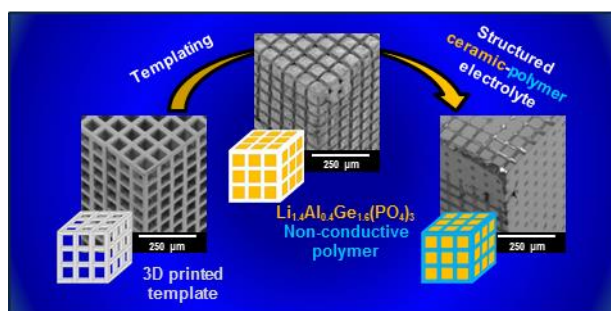 Templating
Structured
ceramic-polymer
electrolyte
250 µm
250 µm
250 µm
Li₁.₄Al₀.₄Ge₁.₆(PO₄)₃
Non-conductive
polymer
3D printed
template